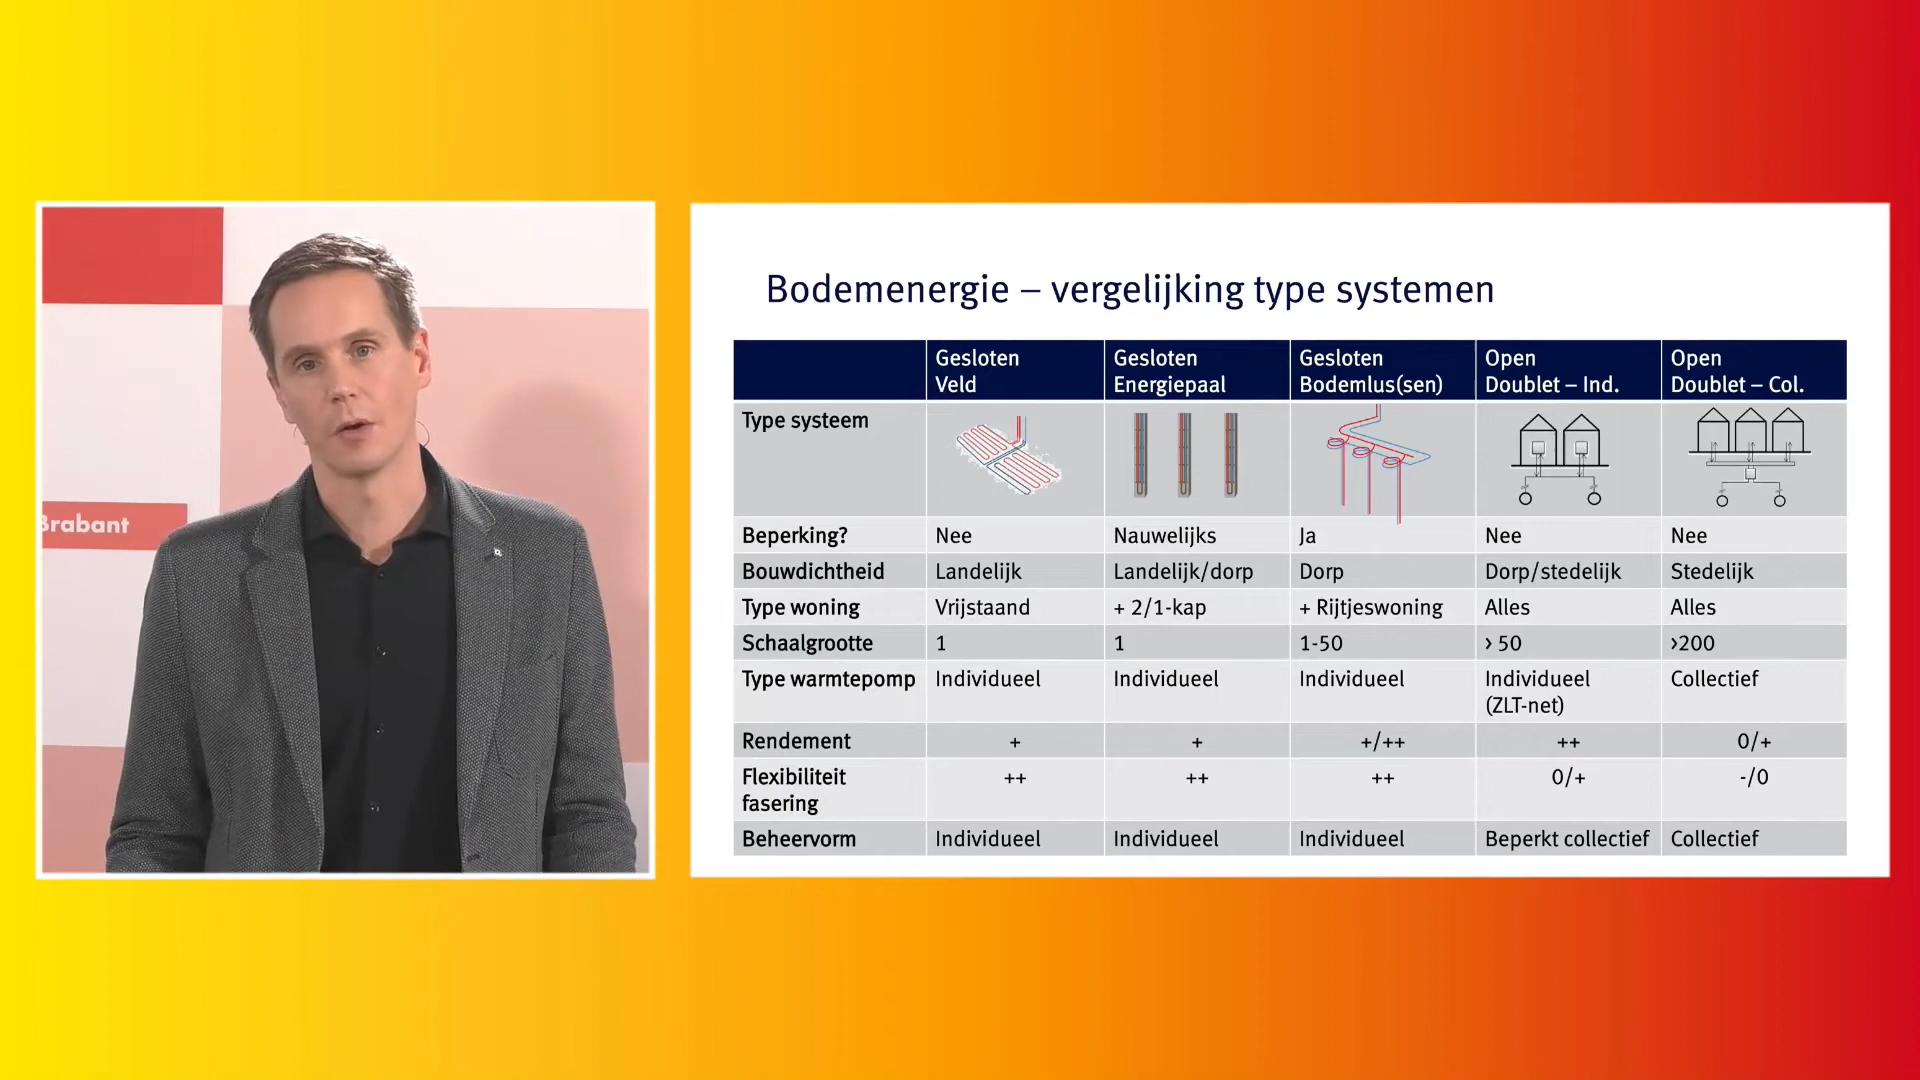 Brabant
Bodemenergie – vergelijking type systemen
Gesloten Veld
Gesloten Energiepaal
Gesloten Bodemlus(sen)
Open Doublet – Ind.
Open Doublet – Col.
Type systeem
Beperking? Nee Nauwelijks Ja Nee Nee
Bouwdichtheid Landelijk Landelijk/dorp Dorp Dorp/stedelijk Stedelijk
Type woning Vrijstaand + 2/1-kap + Rijtjeswoning Alles Alles
Schaalgrootte 1 1 1-50 > 50 >200
Type warmtepomp Individueel Individueel Individueel Individueel (ZLT-net) Collectief
Rendement + + +/++ ++ 0/+
Flexibiliteit fasering ++ ++ ++ 0/+ -/0
Beheervorm Individueel Individueel Individueel Beperkt collectief Collectief